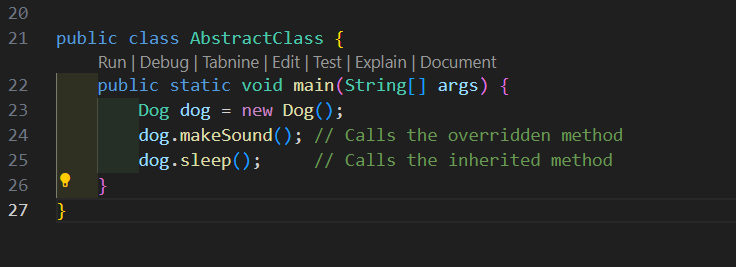 20
21 public class AbstractClass {
Run | Debug | Tabnine | Edit | Test | Explain | Document
22 public static void main(String[] args) {
23 Dog dog = new Dog();
24 dog.makeSound(); // Calls the overridden method
25 dog.sleep();     // Calls the inherited method
26 }
27 }